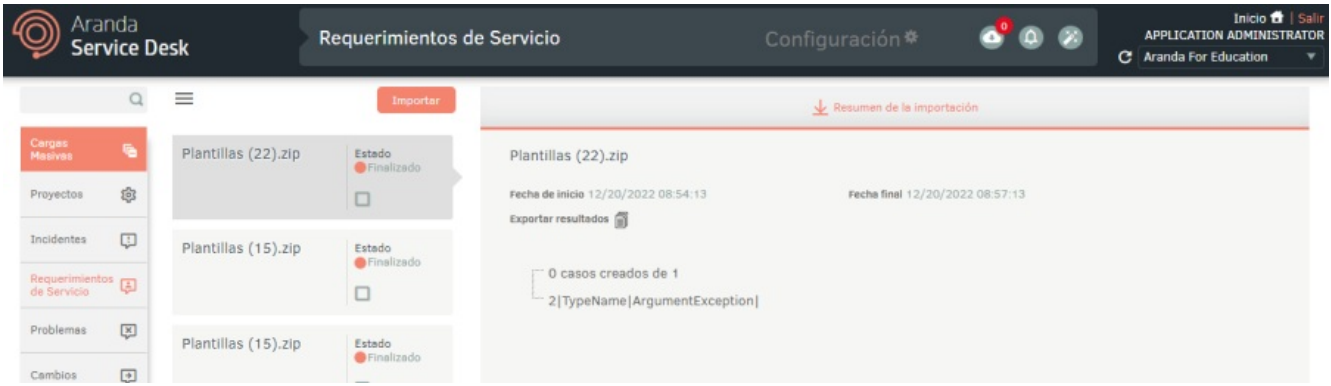 Aranda
Service Desk
Requerimientos de Servicio
Configuración
0
Inicio | Salir
APPLICATION ADMINISTRATOR
Aranda For Education
Importar
Resumen de la importación
Cargas
Masivas
Proyectos
Incidentes
Requerimientos
de Servicio
Problemas
Cambios
Plantillas (22).zip
Estado
Finalizado
Plantillas (15).zip
Estado
Finalizado
Plantillas (15).zip
Estado
Finalizado
Plantillas (22).zip
Fecha de inicio 12/20/2022 08:54:13
Fecha final 12/20/2022 08:57:13
Exportar resultados
0 casos creados de 1
2|TypeName|ArgumentException|